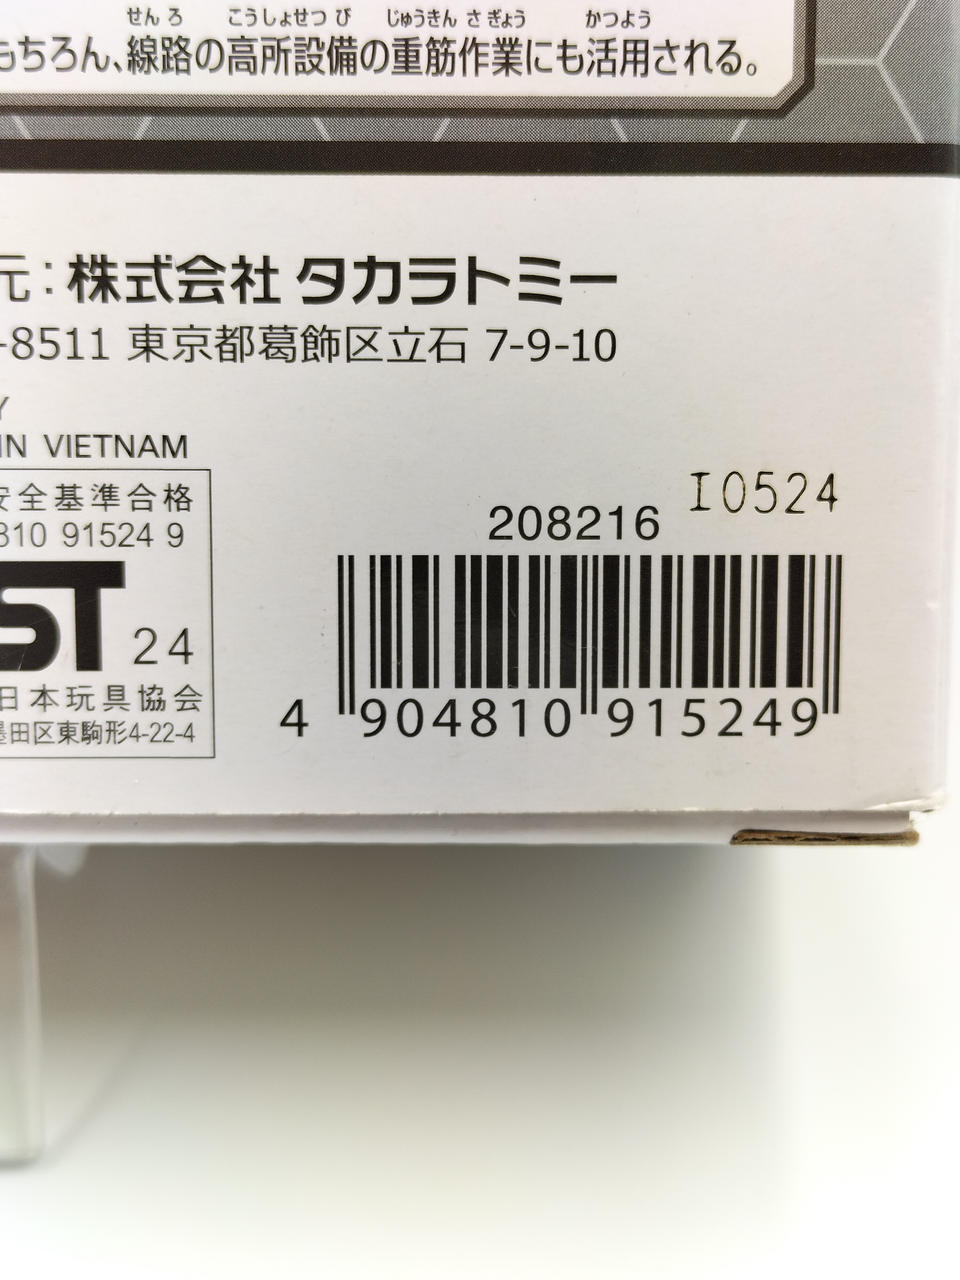 せんろ こうしょせつび じゅうきんさぎょう かつよう
もちろん、線路の高所設備の重筋作業にも活用される。
元：株式会社 タカラトミー
-8511 東京都葛飾区立石 7-9-10
Y
IN VIETNAM
安全基準合格
810 91524 9
ST 24
日本玩具協会
墨田区東駒形4-22-4
I0524
208216
4 904810 915249